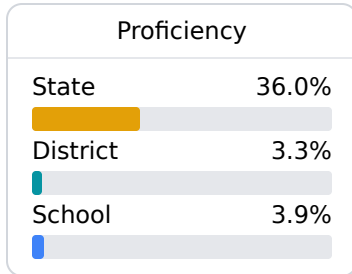 Proficiency
State 36.0%
District 3.3%
School 3.9%